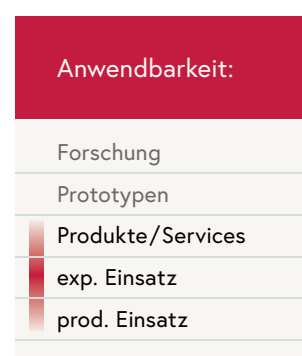 Anwendbarkeit:
Forschung
Prototypen
Produkte/Services
exp. Einsatz
prod. Einsatz